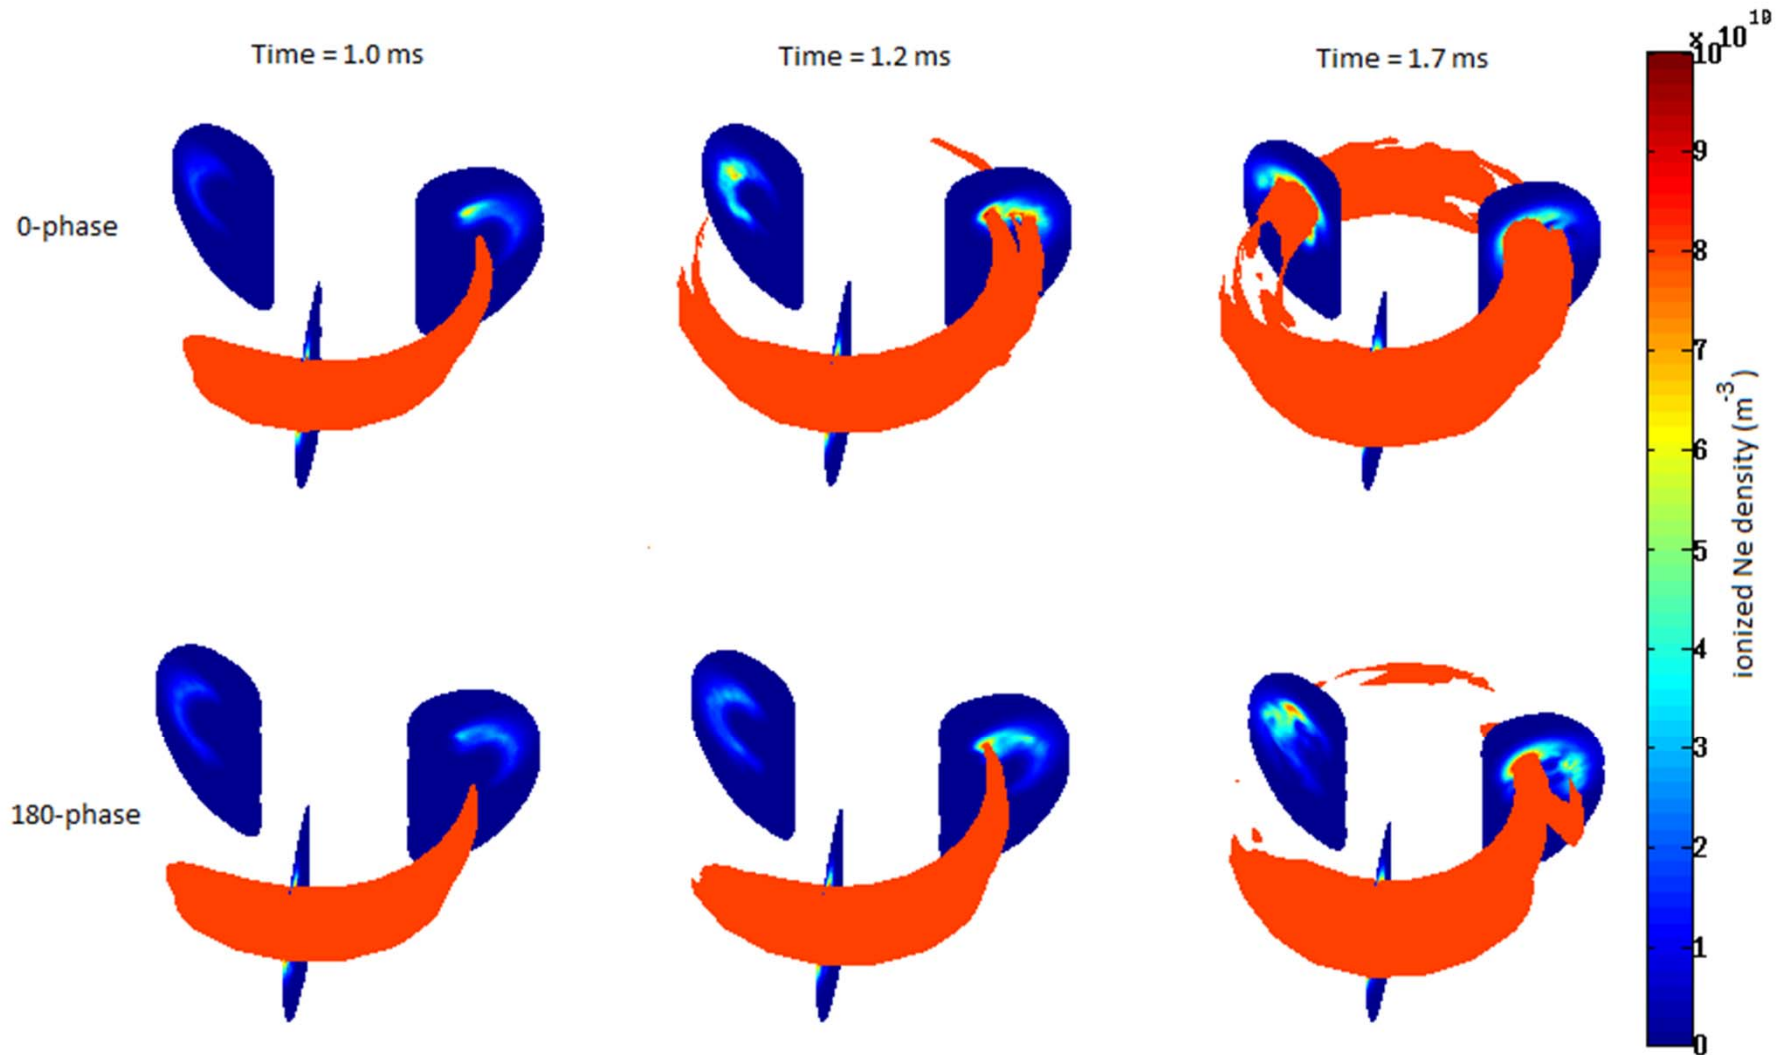 Time = 1.0 ms
Time = 1.2 ms
Time = 1.7 ms
x 10^19
10
0-phase
9
8
7
6
5
4
3
2
1
0
ionized Ne density (m^-3)
180-phase